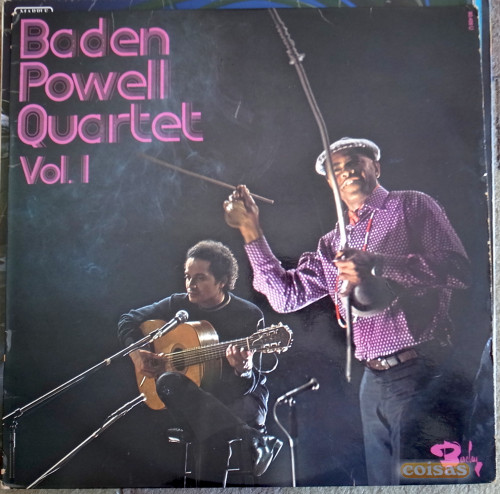 Baden
Powell
Quartet
Vol. 1
Barclay
coisas